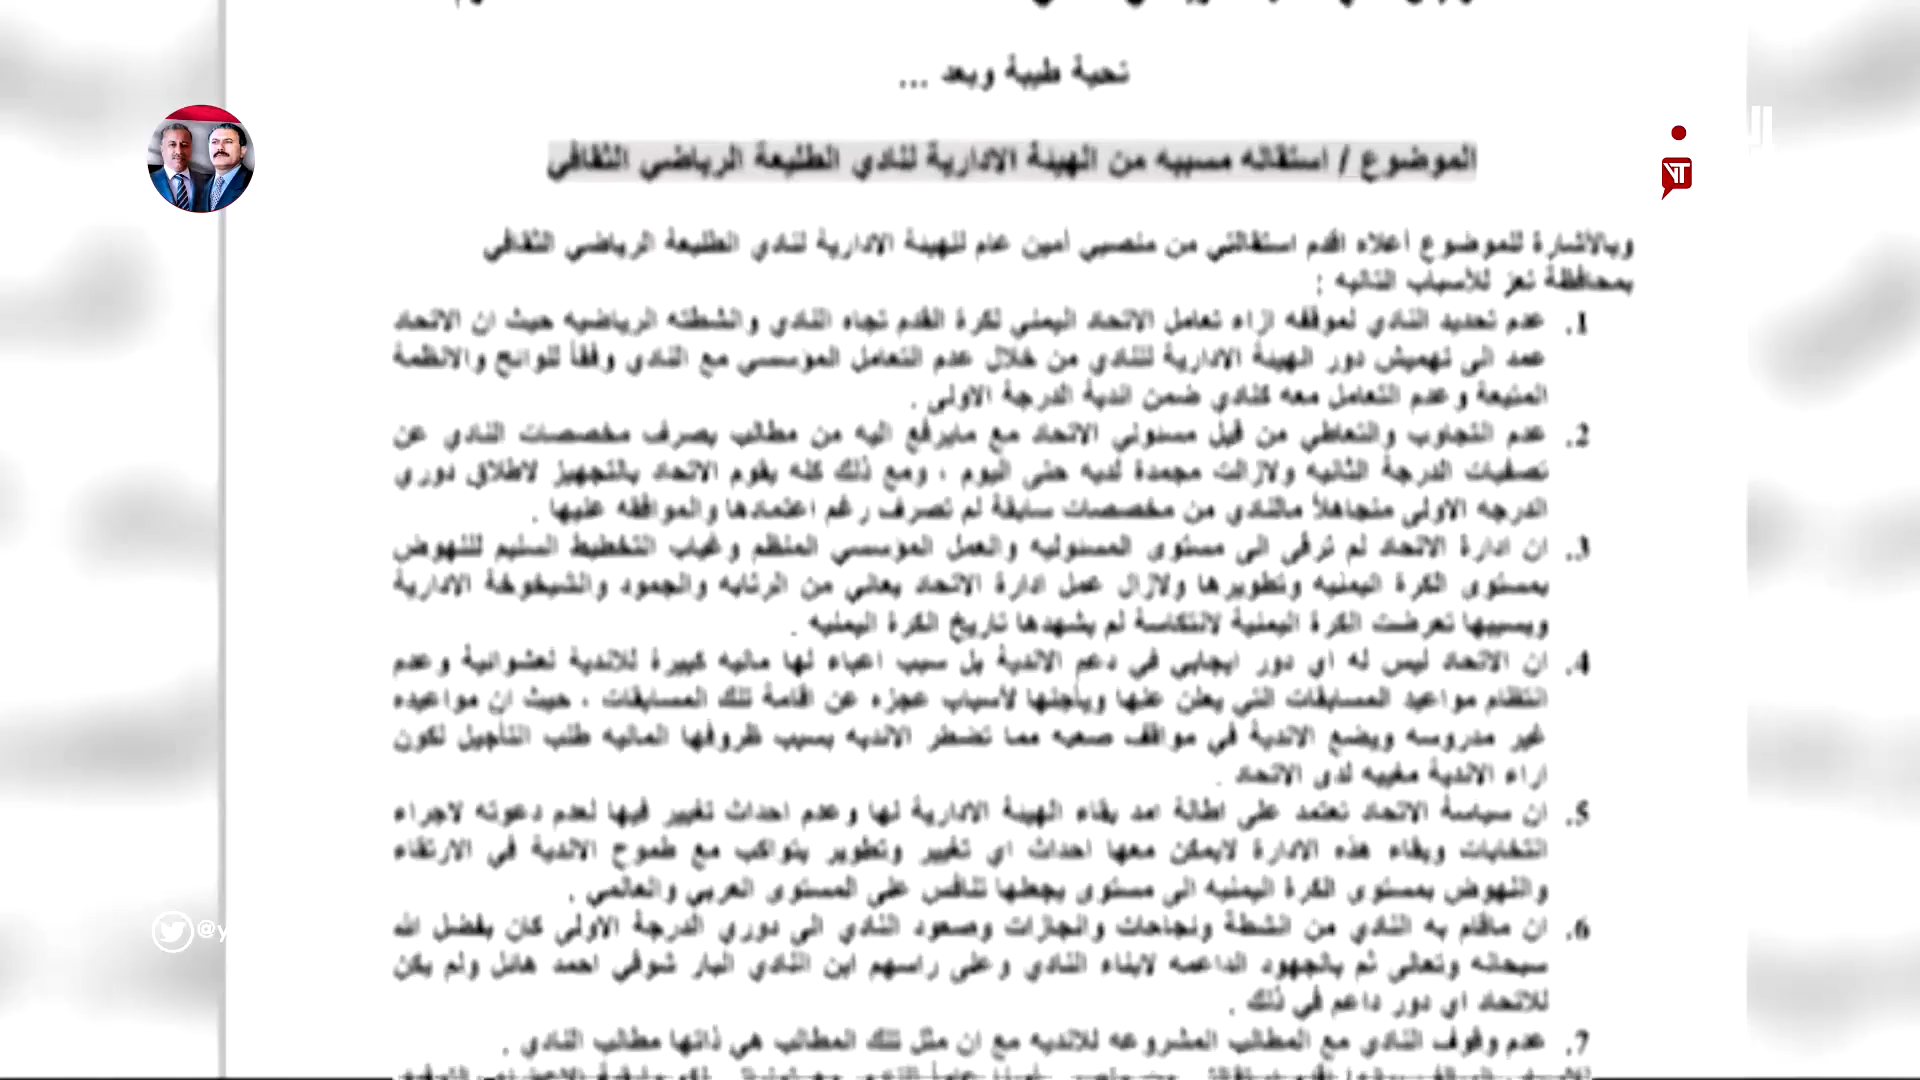 تحية طيبة وبعد ...
الموضوع / استقاله مسببه من الهيئة الادارية لنادي الطليعة الرياضي الثقافي
وبالأشارة للموضوع أعلاه اقدم استقالتي من منصبي أمين عام للهيئة الادارية لنادي الطليعة الرياضي الثقافي
بمحافظة تعز للأسباب التاليه :
1. عدم تحديد النادي لموقفه ازاء تعامل الاتحاد اليمني لكرة القدم تجاه النادي وانشطته الرياضيه حيث ان الاتحاد
عمد الى تهميش دور الهيئة الادارية للنادي من خلال عدم التعامل المؤسسي مع النادي وفقاً للوائح والانظمة
المتبعة وعدم التعامل معه كنادي ضمن اندية الدرجة الاولى .
2. عدم التجاوب والتعاطي من قبل مسئولي الاتحاد مع مايرفع اليه من مطالب بصرف مخصصات النادي عن
تصفيات الدرجة الثانيه ولازالت مجمدة لديه حتى اليوم ، ومع ذلك كله يقوم الاتحاد بالتجهيز لاطلاق دوري
الدرجه الاولى متجاهلاً مالنادي من مخصصات سابقة لم تصرف رغم اعتمادها والموافقه عليها .
3. ان ادارة الاتحاد لم ترقى الى مستوى المسئوليه والعمل المؤسسي المنظم وغياب التخطيط السليم للنهوض
بمستوى الكرة اليمنيه وتطويرها ولازال عمل ادارة الاتحاد يعاني من الرتابه والجمود والشيخوخة الادارية
وبسببها تعرضت الكرة اليمنية لانتكاسة لم يشهدها تاريخ الكرة اليمنيه .
4. ان الاتحاد ليس له اي دور ايجابي في دعم الاندية بل سبب اعباء لها ماليه كبيرة للاندية لعشوانية وعدم
انتظام مواعيد المسابقات التي يعلن عنها ويأجلها لأسباب عجزه عن اقامة تلك المسابقات ، حيث ان مواعيده
غير مدروسه ويضع الاندية في مواقف صعبه مما تضطر الانديه بسبب ظروفها الماليه طلب التأجيل لكون
اراء الاندية مغيبه لدى الاتحاد .
5. ان سياسة الاتحاد تعتمد على اطالة امد بقاء الهيئة الادارية لها وعدم احداث تغيير فيها لعدم دعوته لاجراء
انتخابات وبقاء هذه الادارة لايمكن معها احداث اي تغيير وتطوير يتواكب مع طموح الاندية في الارتقاء
والنهوض بمستوى الكرة اليمنيه الى مستوى يجعلها تنافس على المستوى العربي والعالمي .
6. ان ماقام به النادي من انشطة ونجاحات وانجازات وصعود النادي الى دوري الدرجة الاولى كان بفضل الله
سبحانه وتعالى ثم بالجهود الداعمه لابناء النادي وعلى راسهم ابن النادي البار شوقي احمد هائل ولم يكن
للاتحاد اي دور داعم في ذلك .
7. عدم وقوف النادي مع المطالب المشروعه للانديه مع ان مثل تلك المطالب هي ذاتها مطالب النادي .
YT
@y